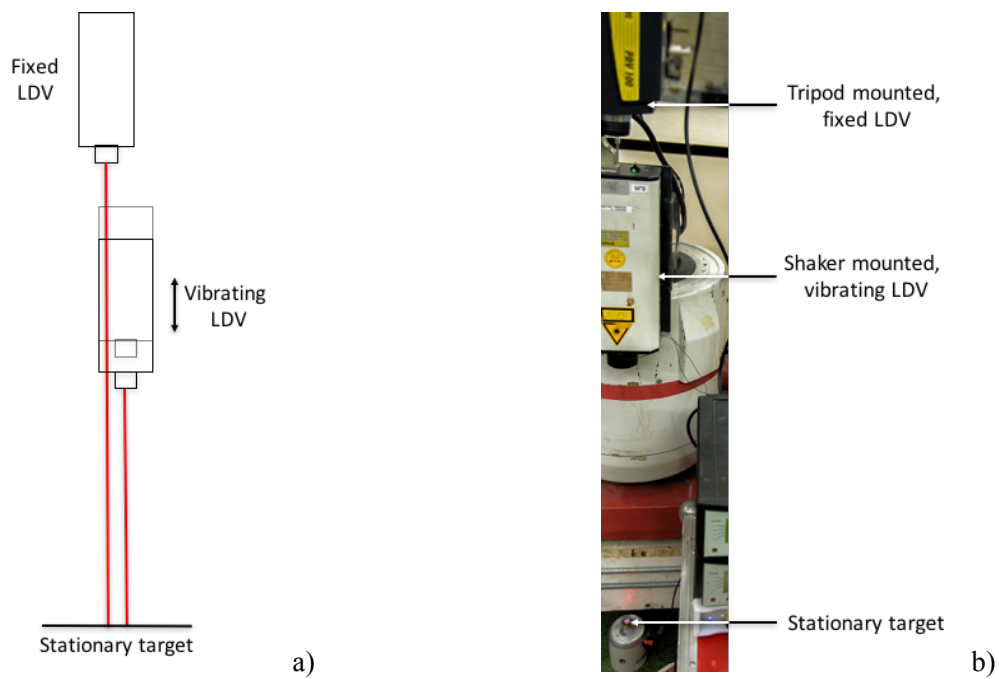 Fixed
LDV
Vibrating
LDV
Stationary target
a)
PDV 100
Tripod mounted,
fixed LDV
Shaker mounted,
vibrating LDV
Stationary target
b)